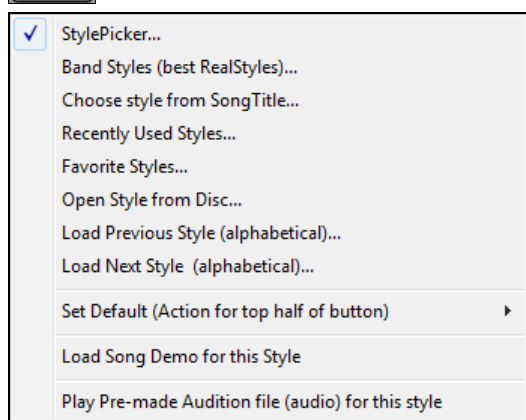 StylePicker...
Band Styles (best RealStyles)...
Choose style from SongTitle...
Recently Used Styles...
Favorite Styles...
Open Style from Disc...
Load Previous Style (alphabetical)...
Load Next Style  (alphabetical)...
Set Default (Action for top half of button)
Load Song Demo for this Style
Play Pre-made Audition file (audio) for this style